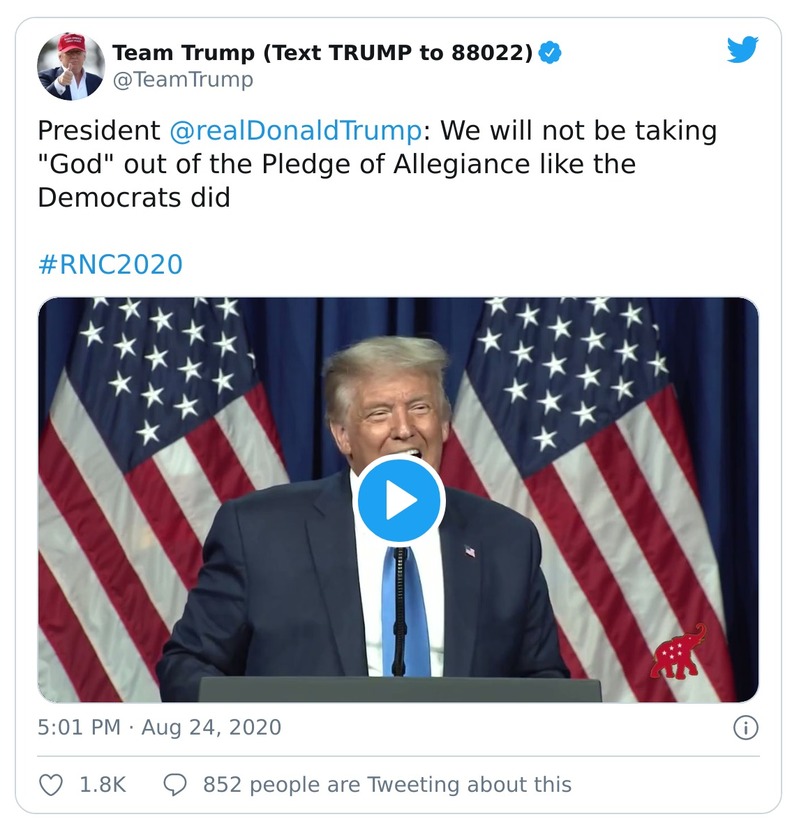 Team Trump (Text TRUMP to 88022)
@TeamTrump
President @realDonaldTrump: We will not be taking
"God" out of the Pledge of Allegiance like the
Democrats did
#RNC2020
5:01 PM · Aug 24, 2020
1.8K 852 people are Tweeting about this